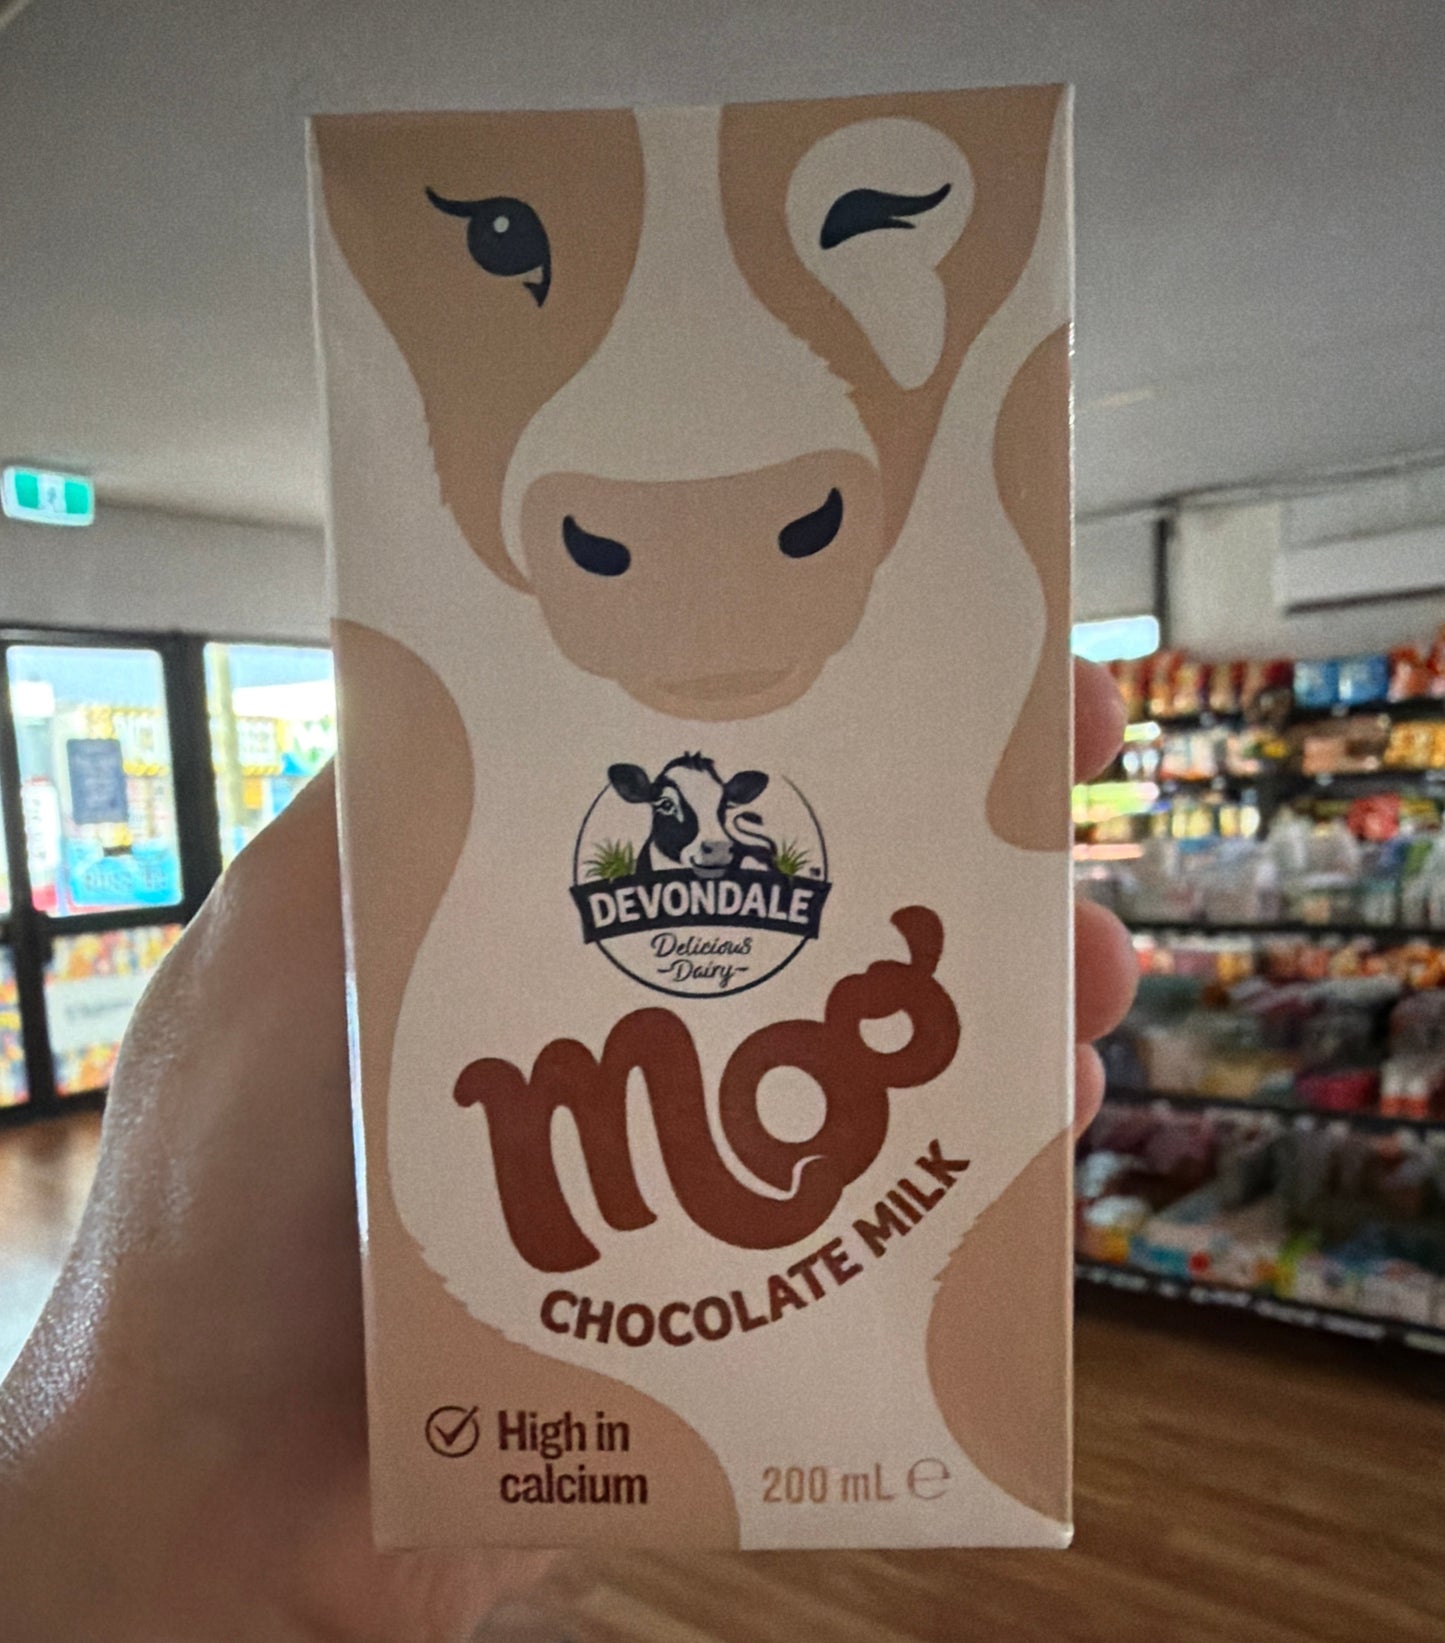 DEVONDALE
Delicious
~Dairy~
moo
CHOCOLATE MILK
High in
calcium
200 mL ℮